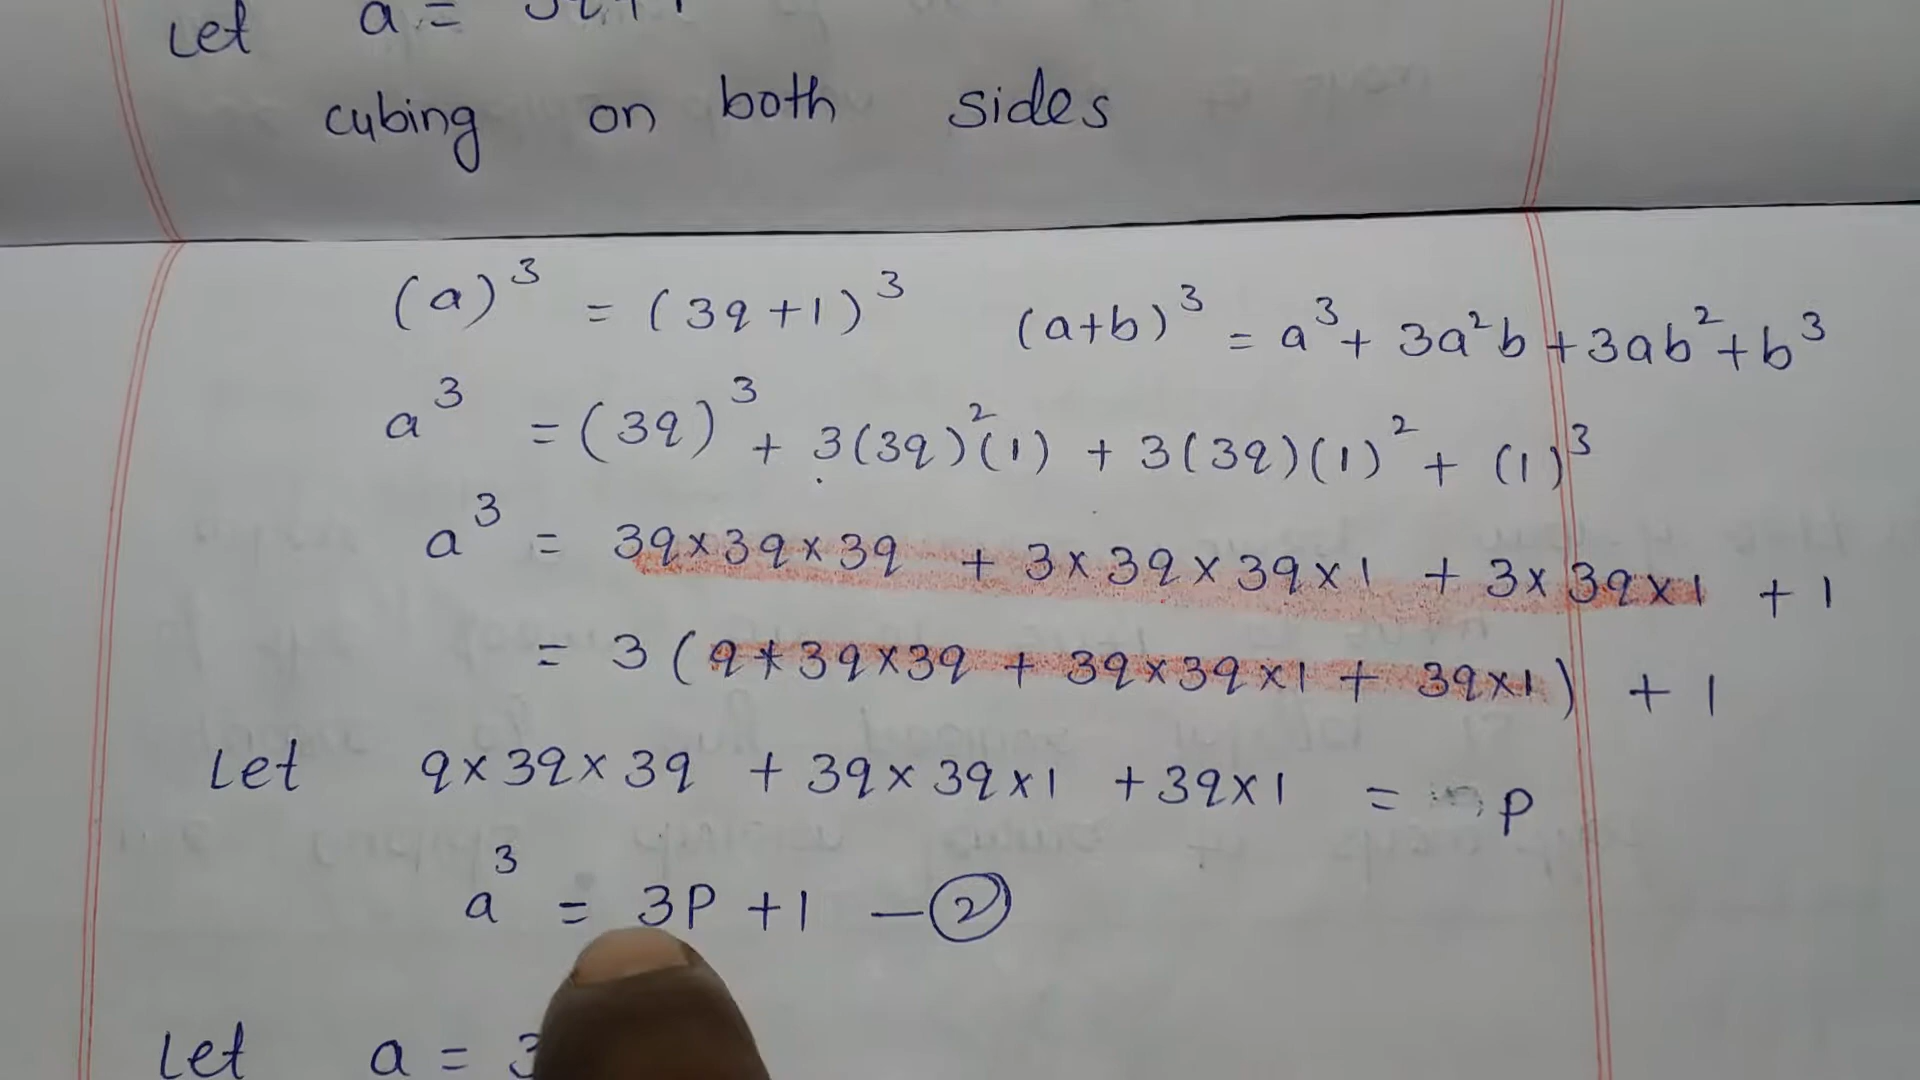 Let a = 3q+1
cubing on both sides
(a)³ = (3q+1)³ (a+b)³ = a³+ 3a²b+3ab²+b³
a³ = (3q)³ + 3(3q)²(1) + 3(3q)(1)² + (1)³
a³ = 3q×3q×3q + 3×3q×3q×1 + 3×3q×1 +1
= 3(q×3q×3q + 3q×3q×1+ 3q×1) +1
Let q×3q×3q +3q×3q×1 +3q×1 = p
a³ = 3P+1 —②
Let a = 3